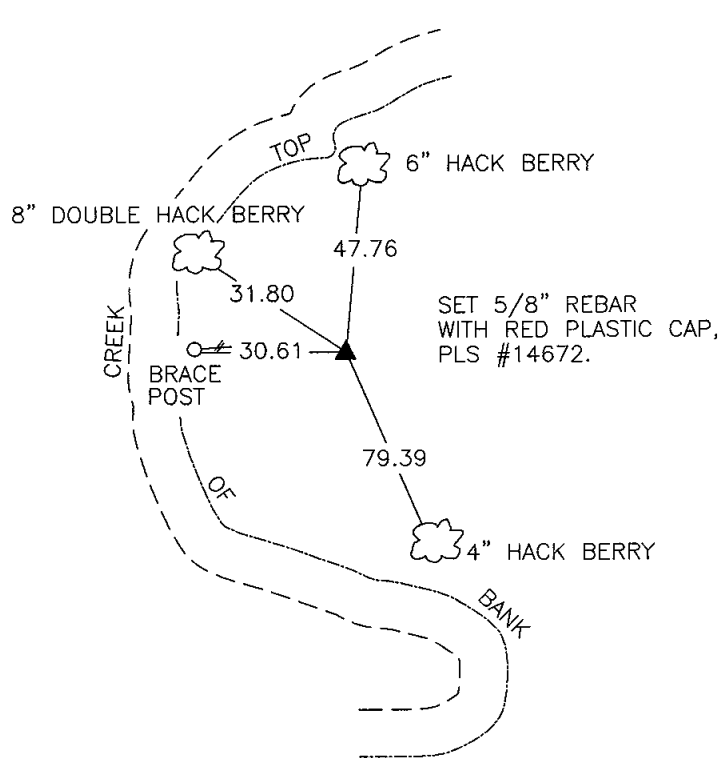 TOP
6" HACK BERRY
8" DOUBLE HACK BERRY
47.76
31.80
SET 5/8" REBAR
WITH RED PLASTIC CAP,
PLS #14672.
CREEK
30.61
BRACE
POST
79.39
OF
4" HACK BERRY
BANK